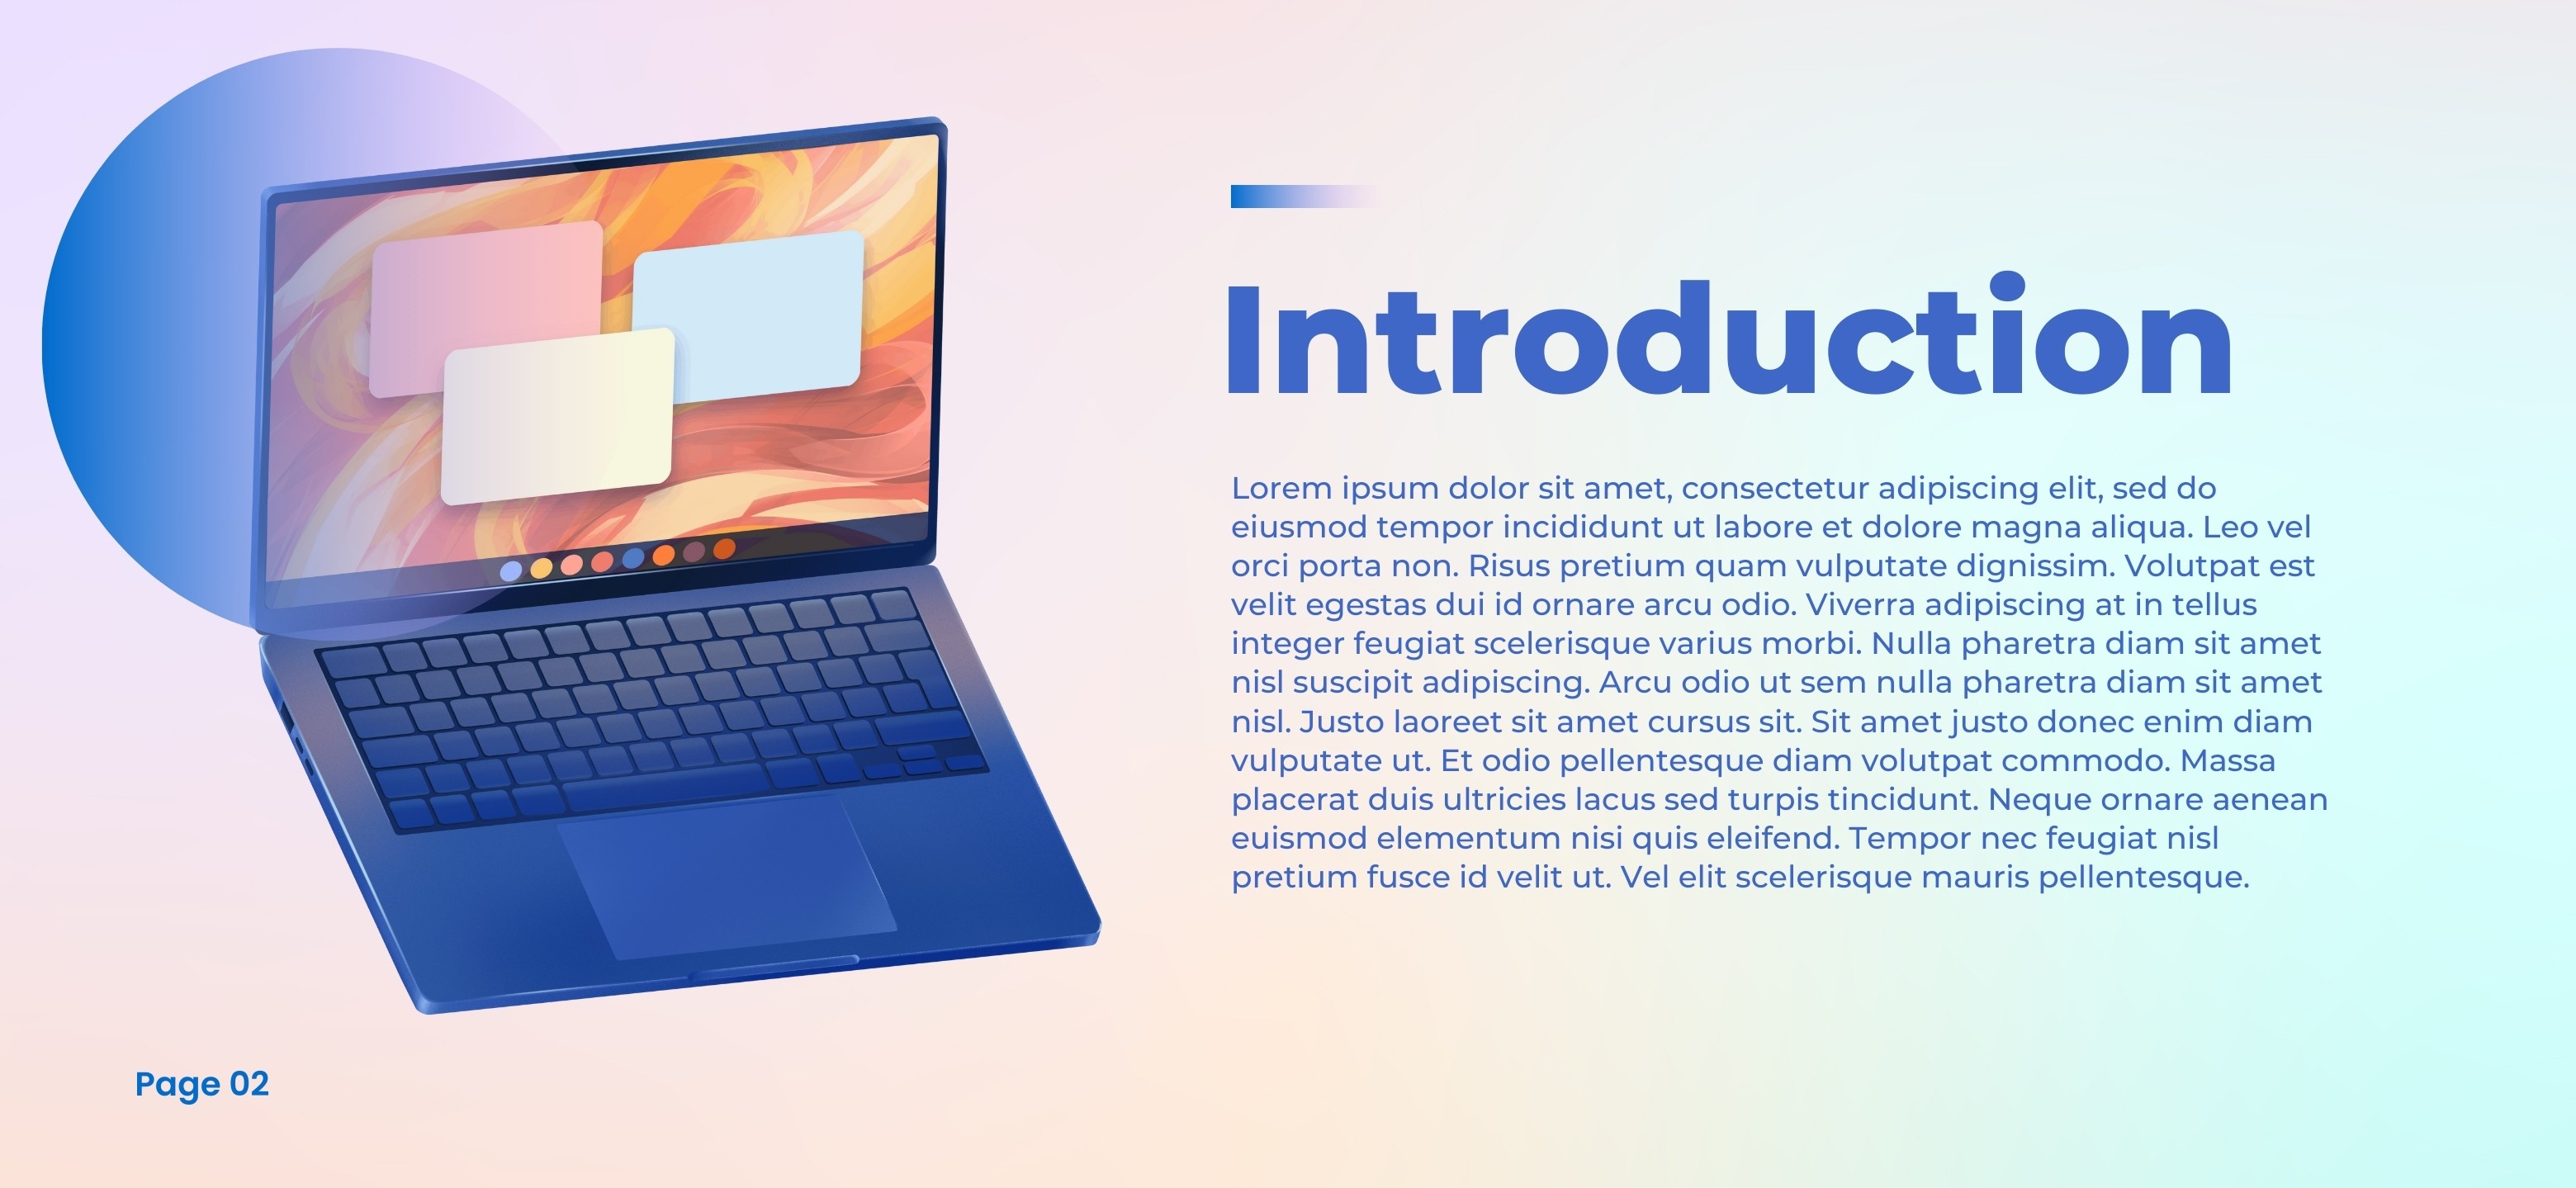 Introduction
Lorem ipsum dolor sit amet, consectetur adipiscing elit, sed do
eiusmod tempor incididunt ut labore et dolore magna aliqua. Leo vel
orci porta non. Risus pretium quam vulputate dignissim. Volutpat est
velit egestas dui id ornare arcu odio. Viverra adipiscing at in tellus
integer feugiat scelerisque varius morbi. Nulla pharetra diam sit amet
nisl suscipit adipiscing. Arcu odio ut sem nulla pharetra diam sit amet
nisl. Justo laoreet sit amet cursus sit. Sit amet justo donec enim diam
vulputate ut. Et odio pellentesque diam volutpat commodo. Massa
placerat duis ultricies lacus sed turpis tincidunt. Neque ornare aenean
euismod elementum nisi quis eleifend. Tempor nec feugiat nisl
pretium fusce id velit ut. Vel elit scelerisque mauris pellentesque.
Page 02